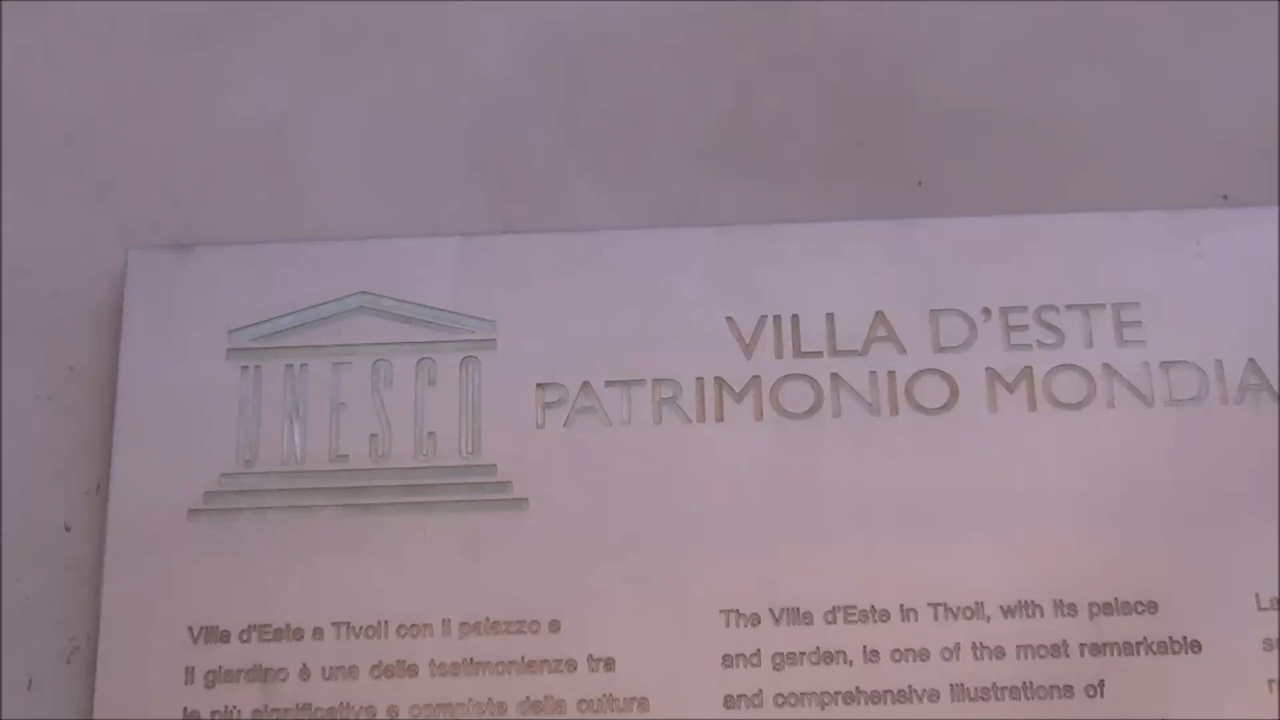 UNESCO
VILLA D'ESTE
PATRIMONIO MONDIA
Villa d'Este a Tivoli con il palazzo e
il giardino è una delle testimonianze tra
le più significative e complete della cultura
The Villa d'Este in Tivoli, with its palace
and garden, is one of the most remarkable
and comprehensive illustrations of